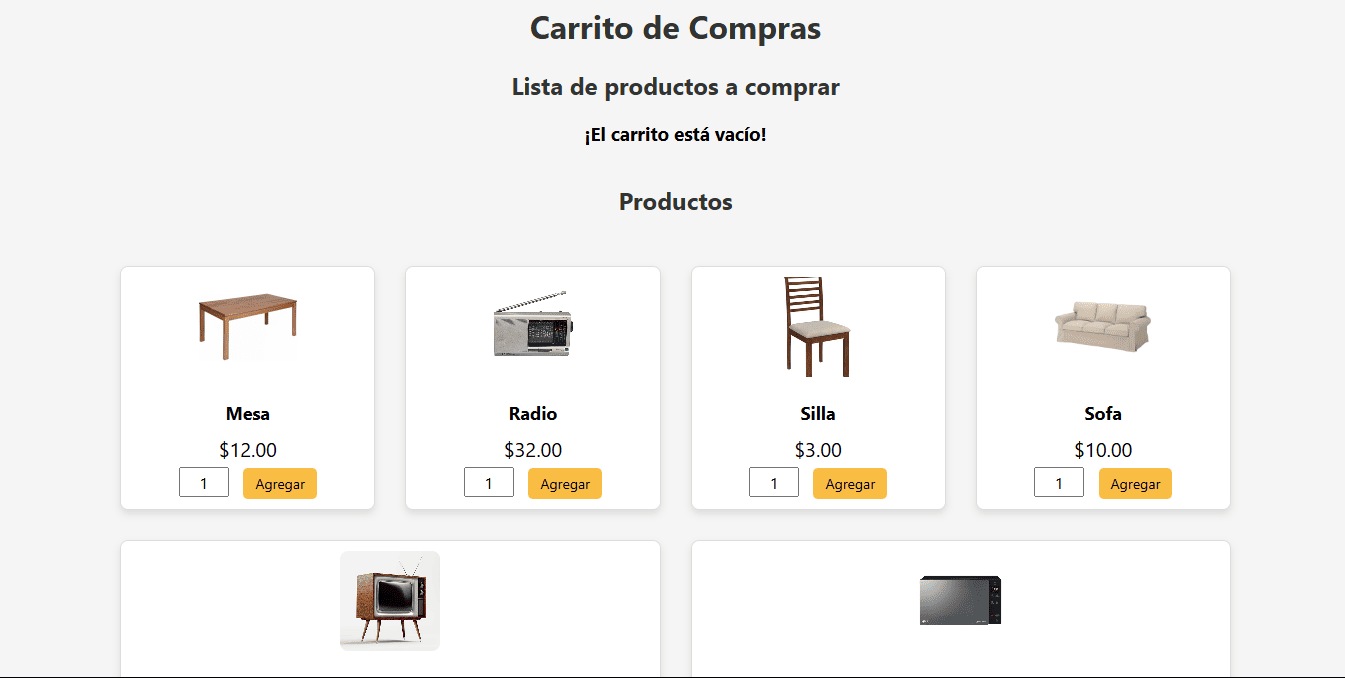 Carrito de Compras
Lista de productos a comprar
¡El carrito está vacío!
Productos
Mesa
$12.00
1 Agregar
Radio
$32.00
1 Agregar
Silla
$3.00
1 Agregar
Sofa
$10.00
1 Agregar